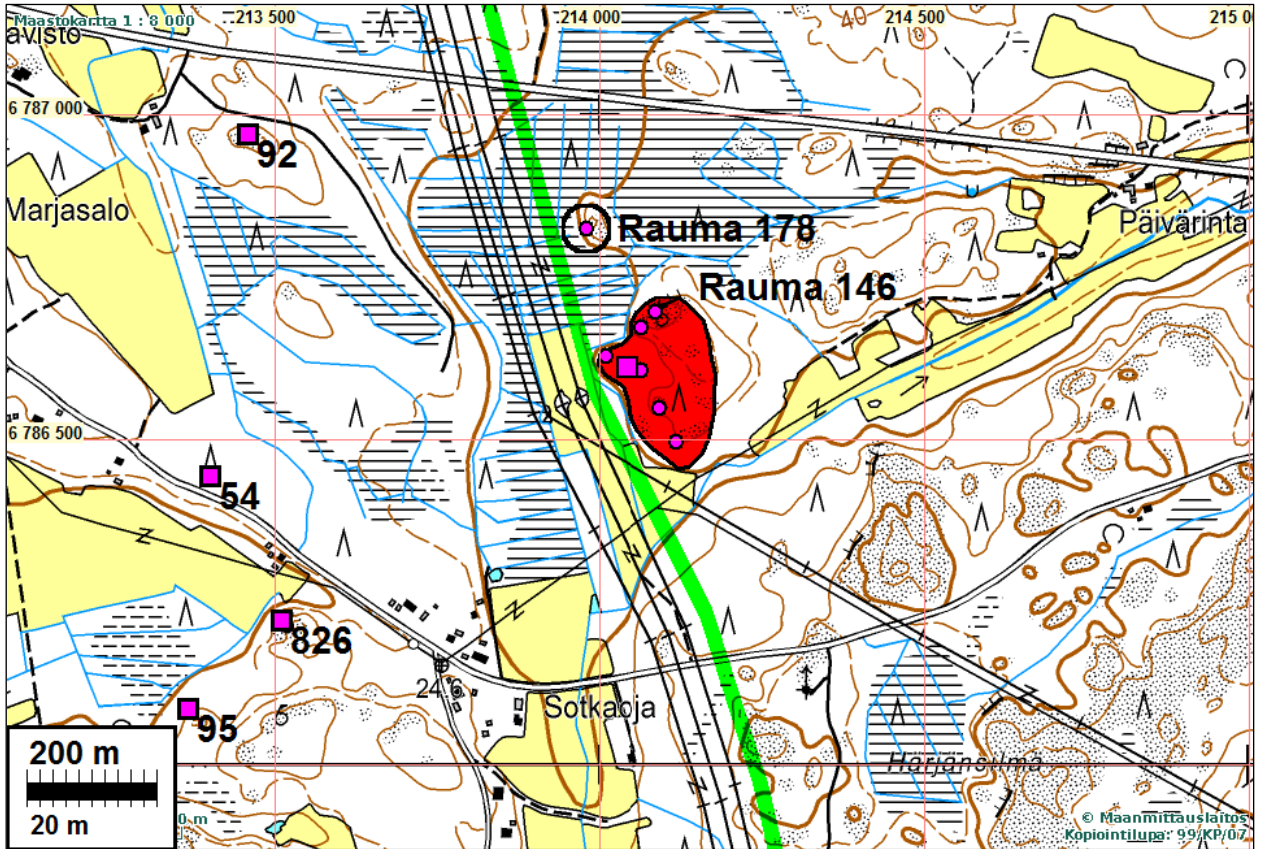 Maastokartta 1 : 8 000
213 500
214 000
214 500
215 0
40
avisto
6 787 000
92
Marjasalo
Rauma 178
Päivärinta
Rauma 146
6 786 500
54
826
24
95
5
Sotkaoja
Härjänsilmä
200 m
20 m
0 m
© Maanmittauslaitos
Kopiointilupa: 99/KP/07